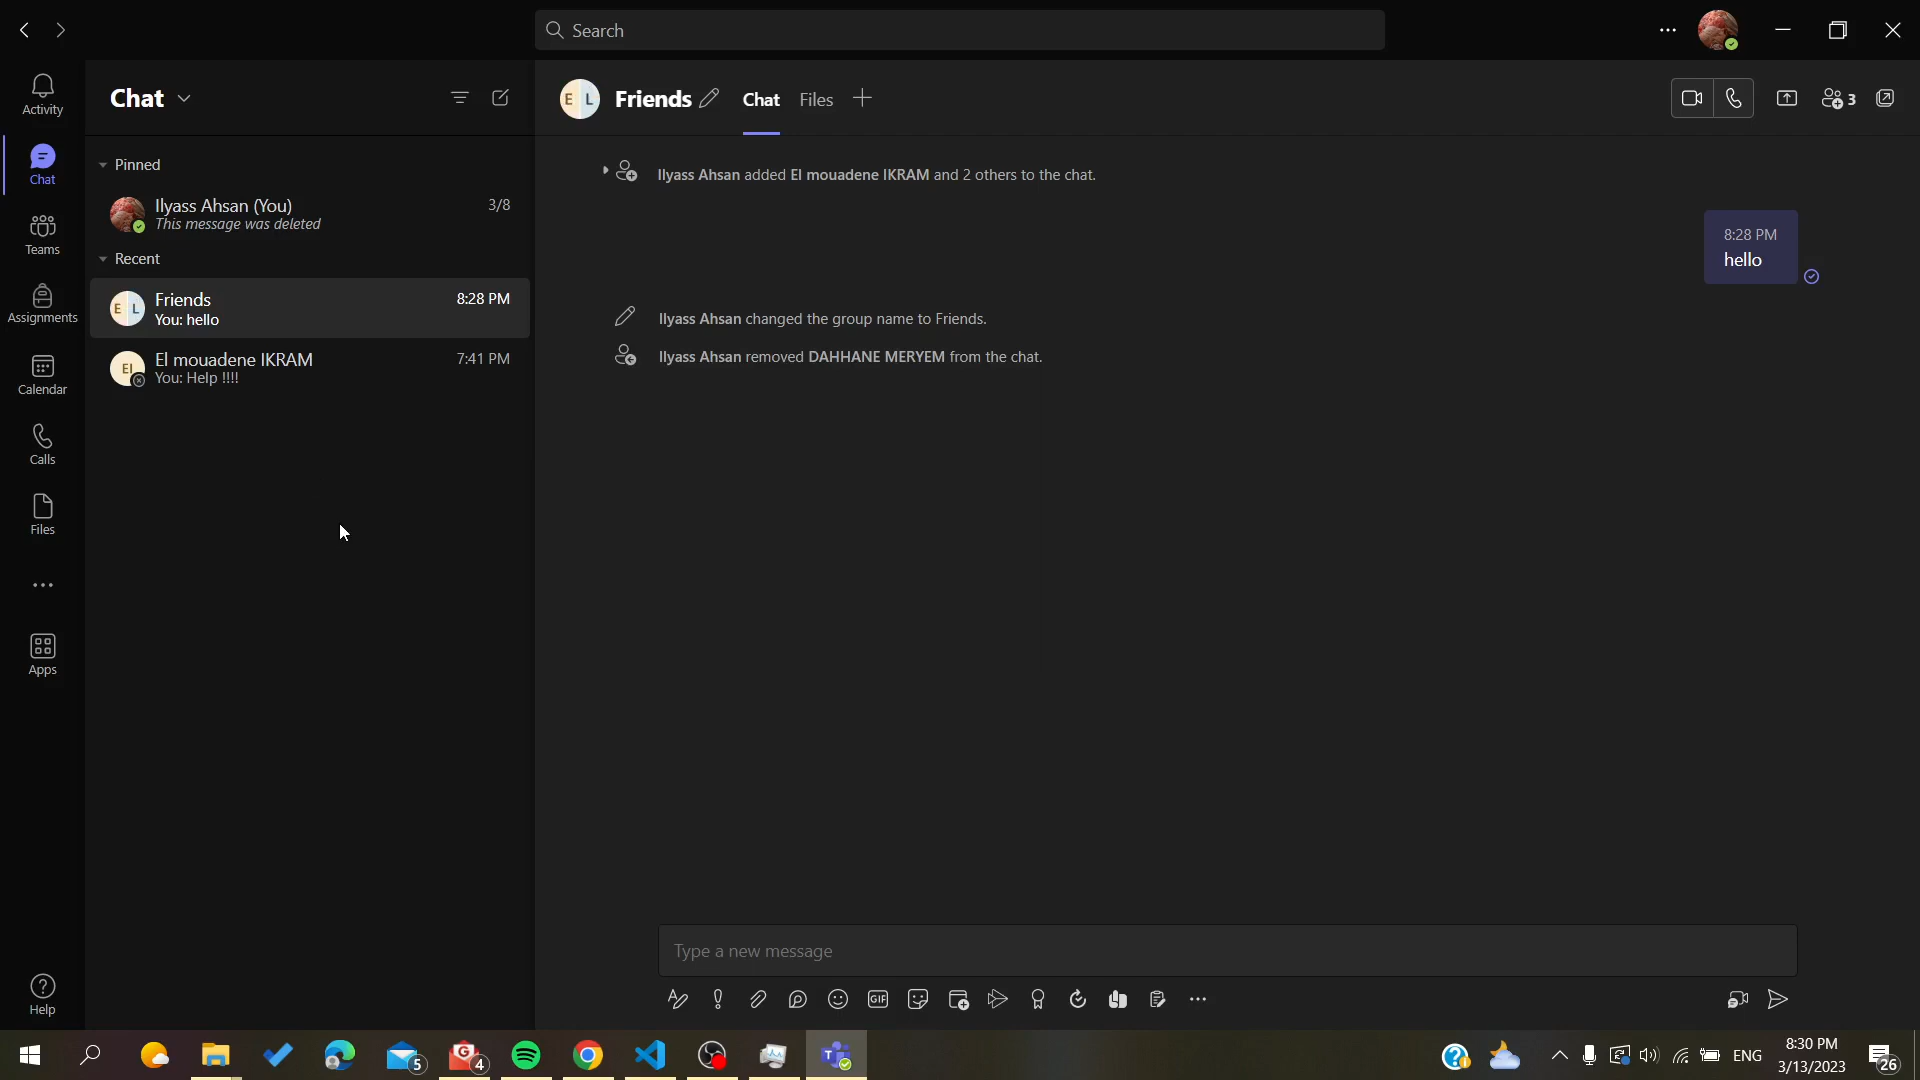 Search
Activity
Chat
Teams
Assignments
Calendar
Calls
Files
Apps
Help
Chat
Pinned
Ilyass Ahsan (You) 3/8
This message was deleted
Recent
E L Friends 8:28 PM
You: hello
EI El mouadene IKRAM 7:41 PM
You: Help !!!!
E L Friends Chat Files 3
Ilyass Ahsan added El mouadene IKRAM and 2 others to the chat.
8:28 PM
hello
Ilyass Ahsan changed the group name to Friends.
Ilyass Ahsan removed DAHHANE MERYEM from the chat.
Type a new message
GIF
5
4
ENG
8:30 PM
3/13/2023
26